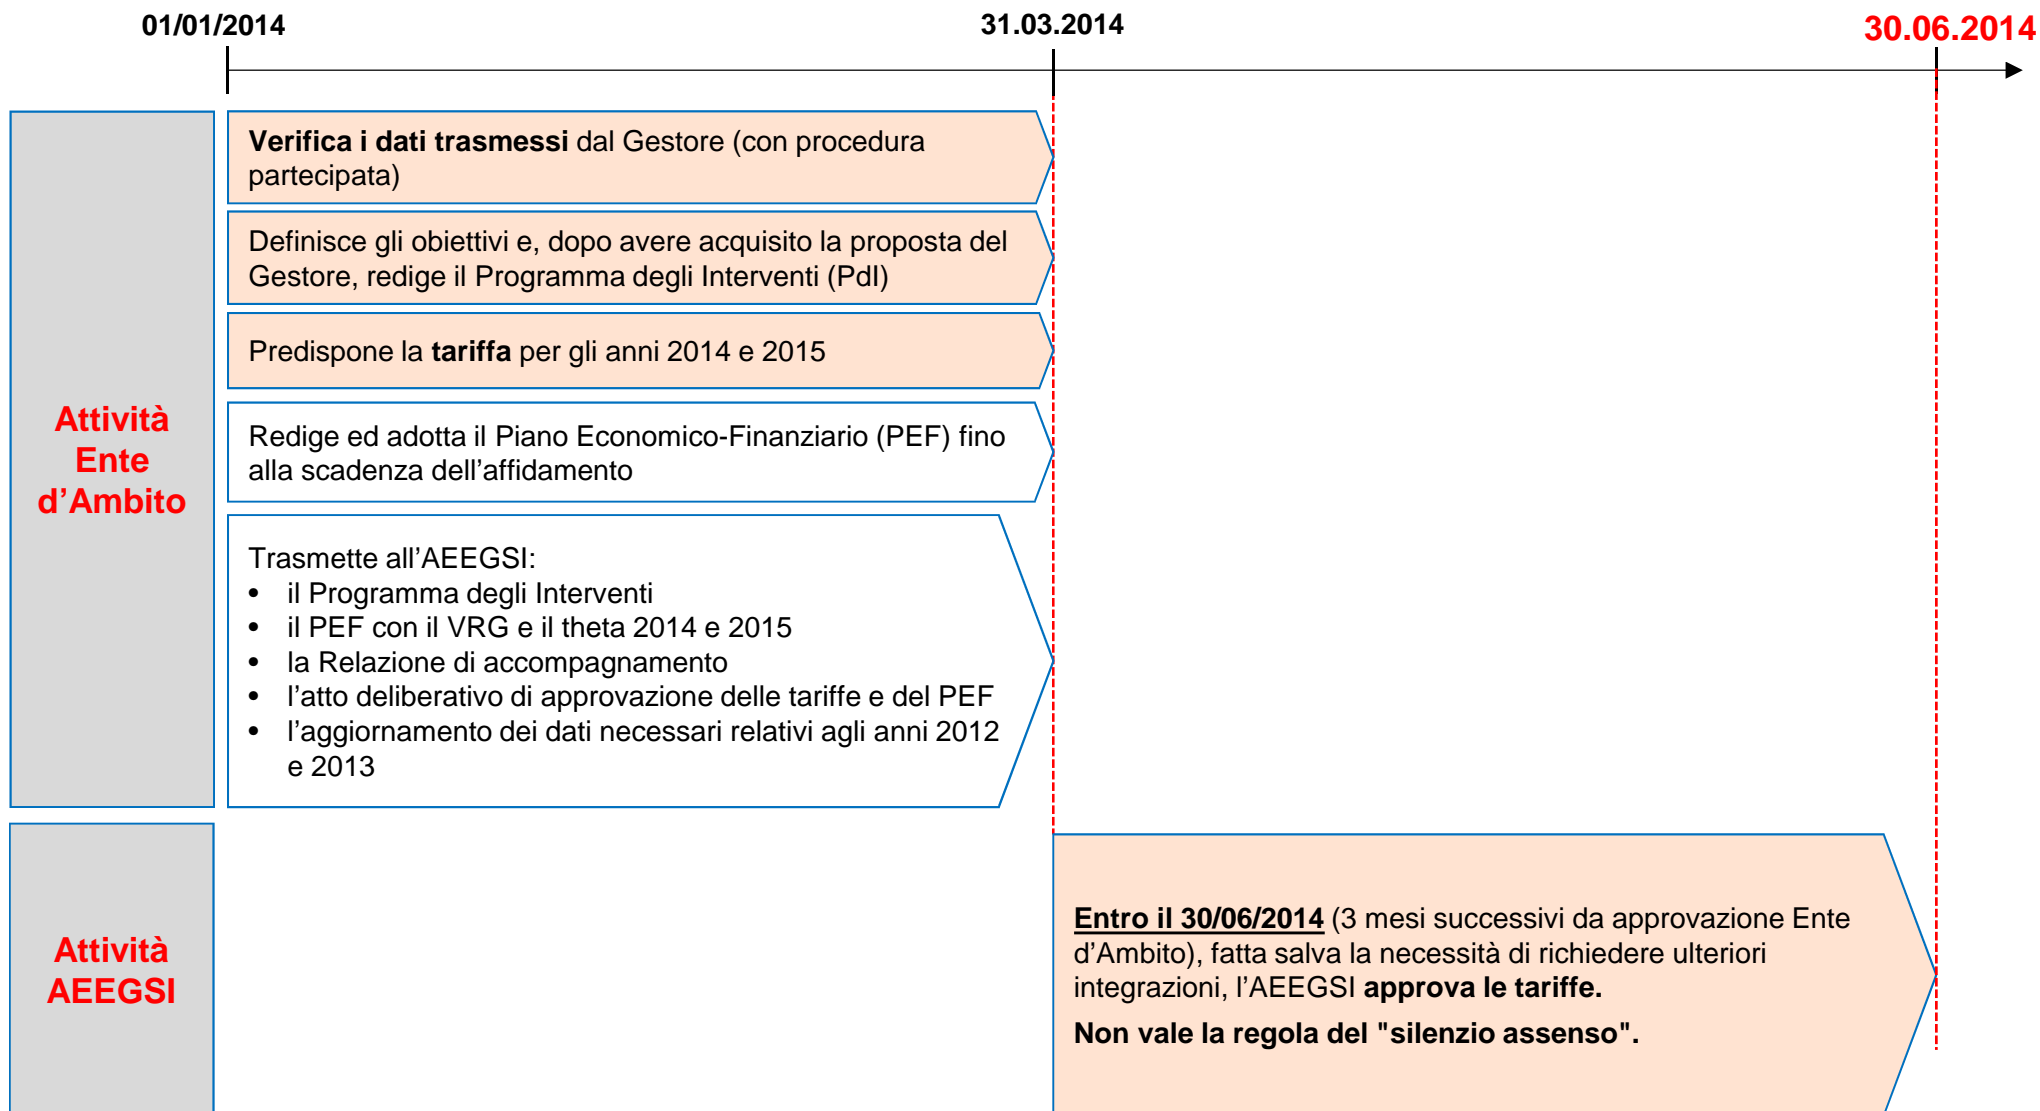 01/01/2014
31.03.2014
30.06.2014
Attività
Ente
d’Ambito
Verifica i dati trasmessi dal Gestore (con procedura
partecipata)
Definisce gli obiettivi e, dopo avere acquisito la proposta del
Gestore, redige il Programma degli Interventi (PdI)
Predispone la tariffa per gli anni 2014 e 2015
Redige ed adotta il Piano Economico-Finanziario (PEF) fino
alla scadenza dell’affidamento
Trasmette all’AEEGSI:
• il Programma degli Interventi
• il PEF con il VRG e il theta 2014 e 2015
• la Relazione di accompagnamento
• l’atto deliberativo di approvazione delle tariffe e del PEF
• l’aggiornamento dei dati necessari relativi agli anni 2012
e 2013
Attività
AEEGSI
Entro il 30/06/2014 (3 mesi successivi da approvazione Ente
d’Ambito), fatta salva la necessità di richiedere ulteriori
integrazioni, l’AEEGSI approva le tariffe.
Non vale la regola del "silenzio assenso".